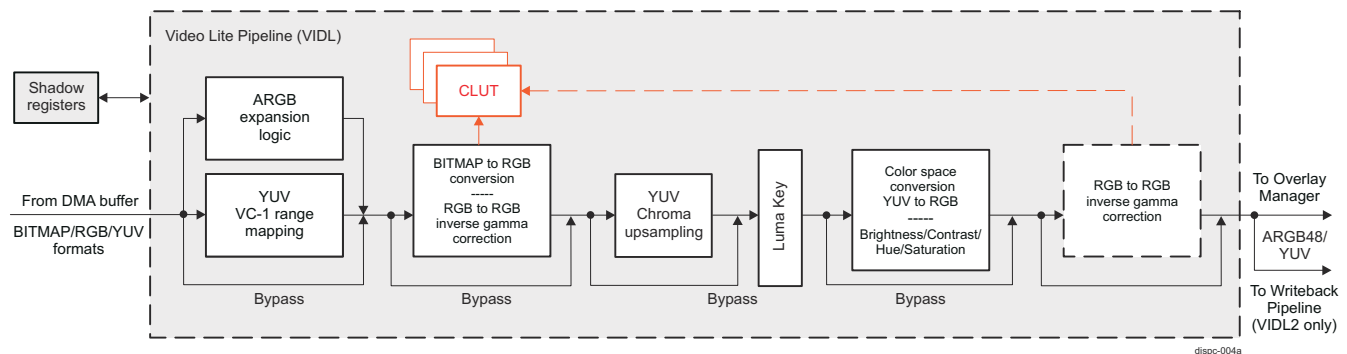 Video Lite Pipeline (VIDL)
Shadow
registers
ARGB
expansion
logic
CLUT
From DMA buffer
BITMAP/RGB/YUV
formats
YUV
VC-1 range
mapping
Bypass
BITMAP to RGB
conversion
-----
RGB to RGB
inverse gamma
correction
Bypass
YUV
Chroma
upsampling
Bypass
Luma Key
Color space
conversion
YUV to RGB
-----
Brightness/Contrast/
Hue/Saturation
Bypass
RGB to RGB
inverse gamma
correction
To Overlay
Manager
ARGB48/
YUV
To Writeback
Pipeline
(VIDL2 only)
dispc-004a